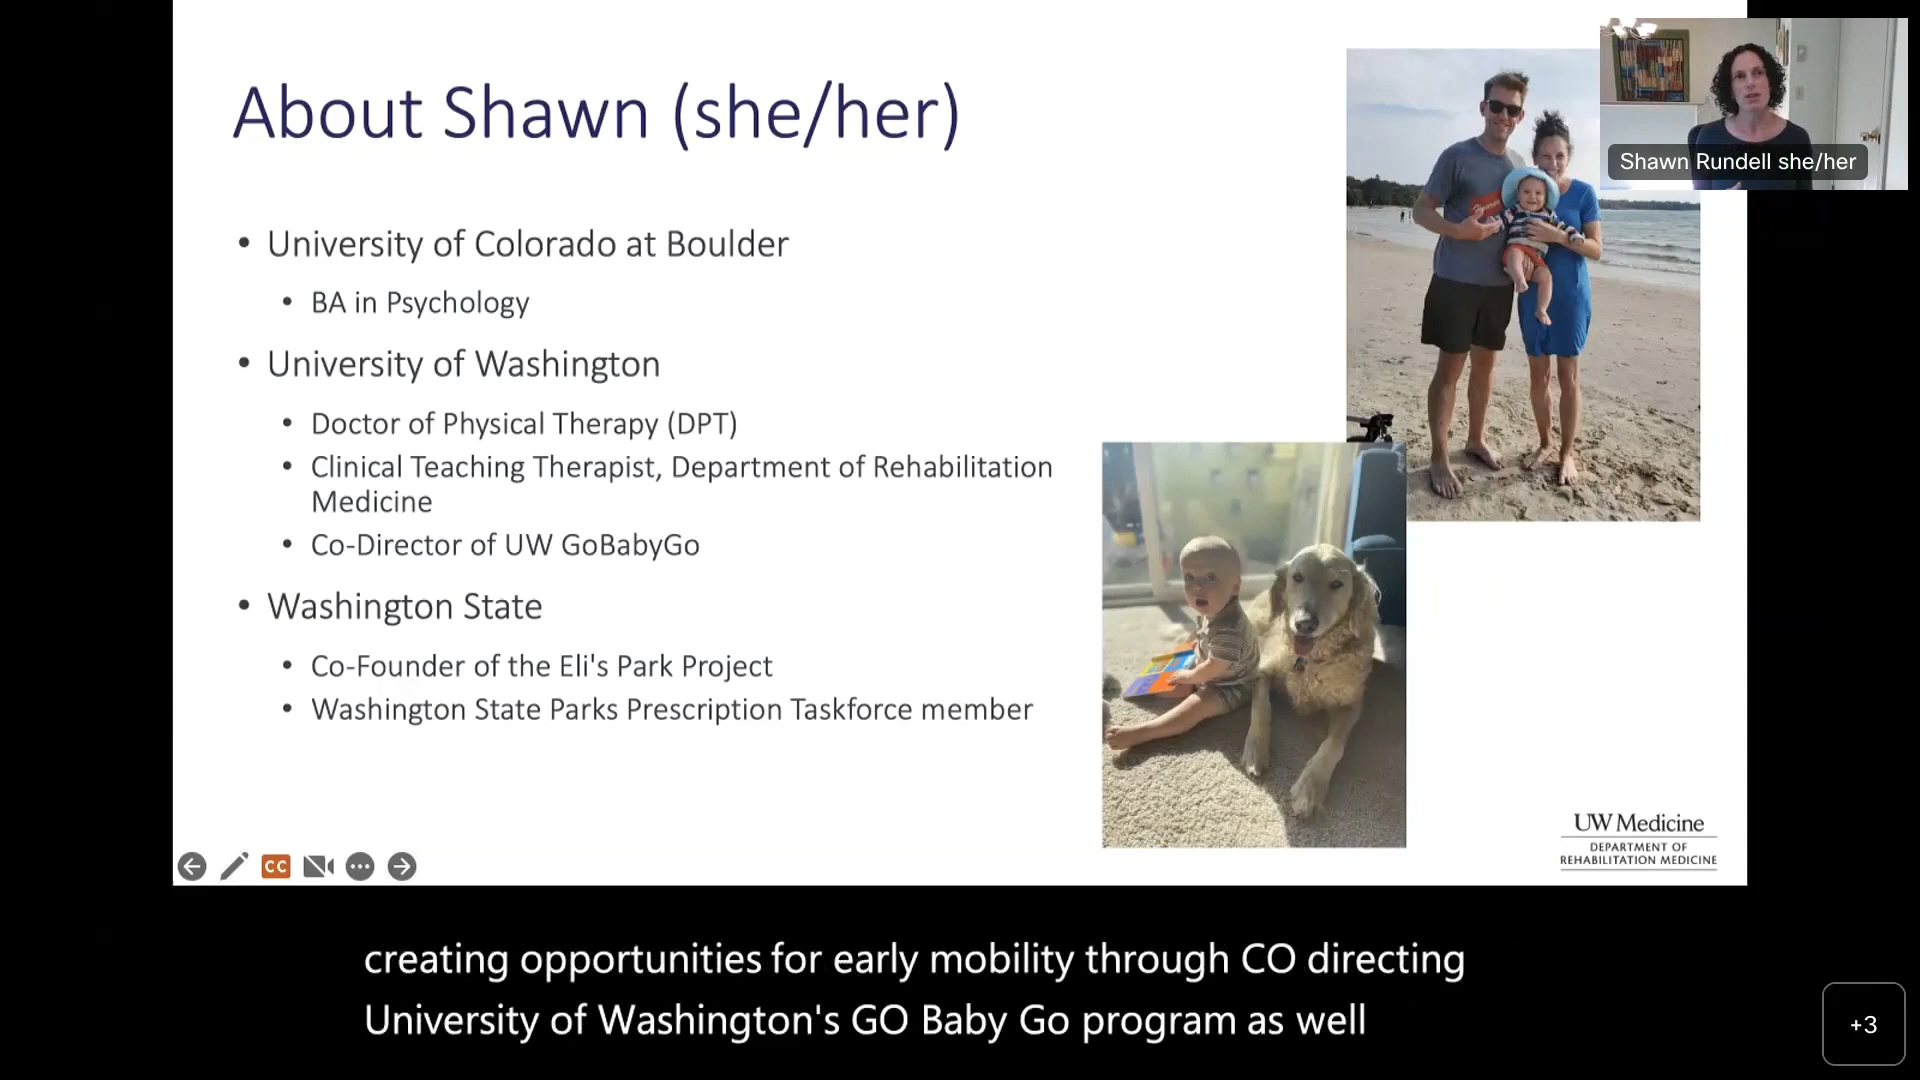 About Shawn (she/her)
• University of Colorado at Boulder
• BA in Psychology
• University of Washington
• Doctor of Physical Therapy (DPT)
• Clinical Teaching Therapist, Department of Rehabilitation
Medicine
• Co-Director of UW GoBabyGo
• Washington State
• Co-Founder of the Eli's Park Project
• Washington State Parks Prescription Taskforce member
Shawn Rundell she/her
UW Medicine
DEPARTMENT OF
REHABILITATION MEDICINE
CC
creating opportunities for early mobility through CO directing
University of Washington's GO Baby Go program as well
+3